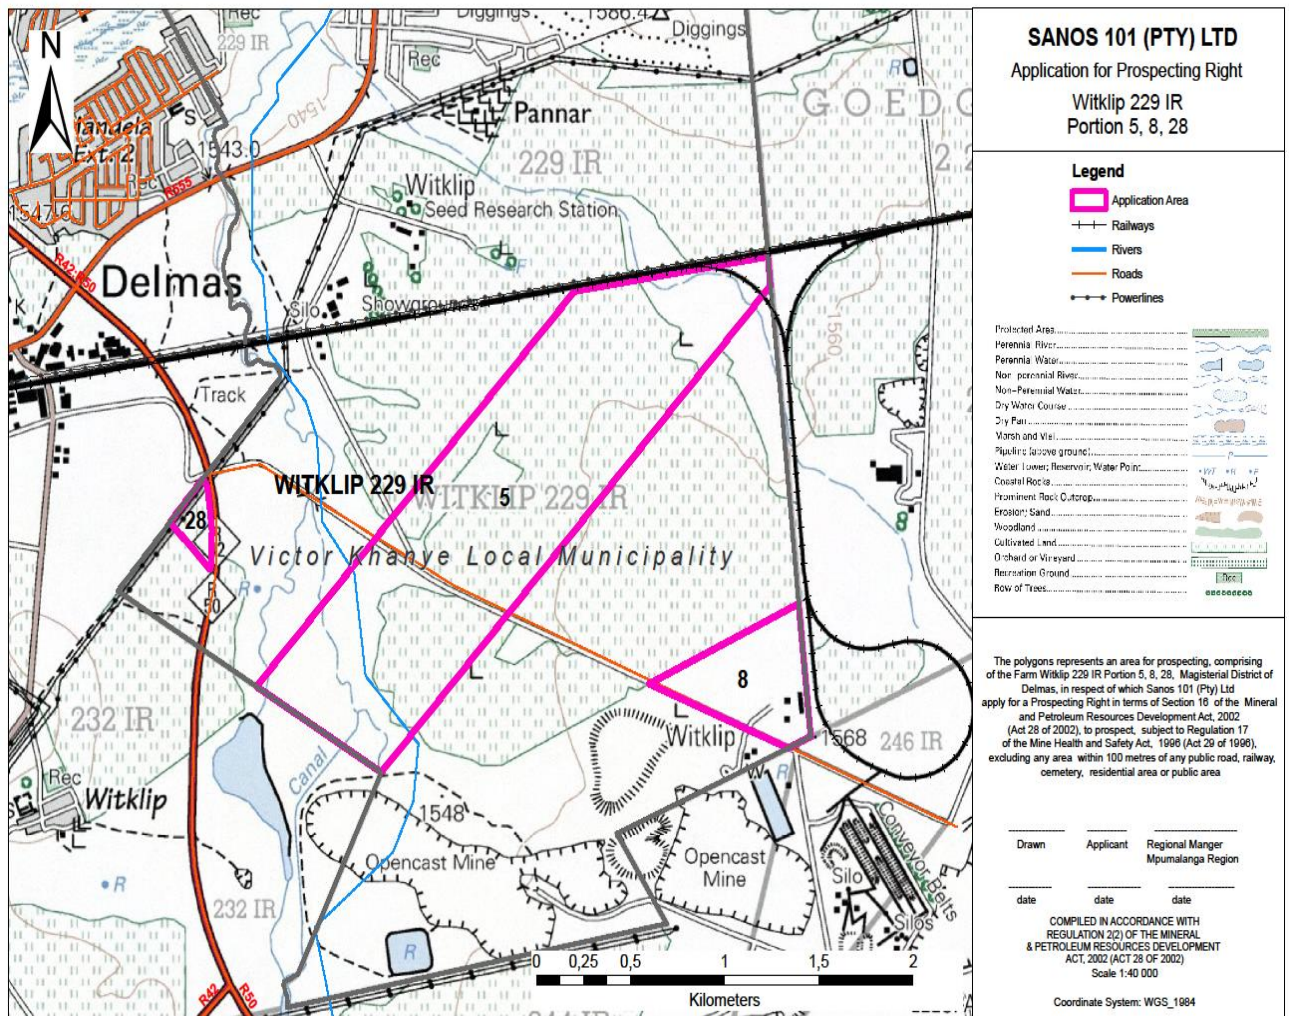 N
Rec
229 IR
Diggings
1586.4
Diggings
Rec
R
GOEDG
1540
Pannar
S
Ext. 2
1543.0
Rec
R555
229 IR
2 2
Witklip
Seed Research Station
R42-R50
Delmas
K
Silo
Showgrounds
1560
Track
WITKLIP 229 IR
WITKLIP 229 IR
5
28
Victor Khanye Local Municipality
R
50
R
8
232 IR
Witklip
1568
246 IR
W
R
Rec
S
Witklip
Canal
1548
Opencast Mine
Opencast
Mine
Silo
Conveyor Belts
Silos
R
232 IR
R
R42
R50
0 0,25 0,5 1 1,5 2
Kilometers
SANOS 101 (PTY) LTD
Application for Prospecting Right
Witklip 229 IR
Portion 5, 8, 28
Legend
Application Area
Railways
Rivers
Roads
Powerlines
Protected Area
Perennial River
Perennial Water
Non-perennial River
Non-Perennial Water
Dry Water Course
Dry Pan
Marsh and Vlei
Pipeline (above ground)
Water Tower; Reservoir; Water Point
Coastal Rocks
Prominent Rock Outcrop
Erosion; Sand
Woodland
Cultivated Land
Orchard or Vineyard
Recreation Ground
Row of Trees
The polygons represents an area for prospecting, comprising
of the Farm Witklip 229 IR Portion 5, 8, 28, Magisterial District of
Delmas, in respect of which Sanos 101 (Pty) Ltd
apply for a Prospecting Right in terms of Section 16 of the Mineral
and Petroleum Resources Development Act, 2002
(Act 28 of 2002), to prospect, subject to Regulation 17
of the Mine Health and Safety Act, 1996 (Act 29 of 1996),
excluding any area within 100 metres of any public road, railway,
cemetery, residential area or public area
Drawn Applicant Regional Manger
Mpumalanga Region
date date date
COMPILED IN ACCORDANCE WITH
REGULATION 2(2) OF THE MINERAL
& PETROLEUM RESOURCES DEVELOPMENT
ACT, 2002 (ACT 28 OF 2002)
Scale 1:40 000
Coordinate System: WGS_1984